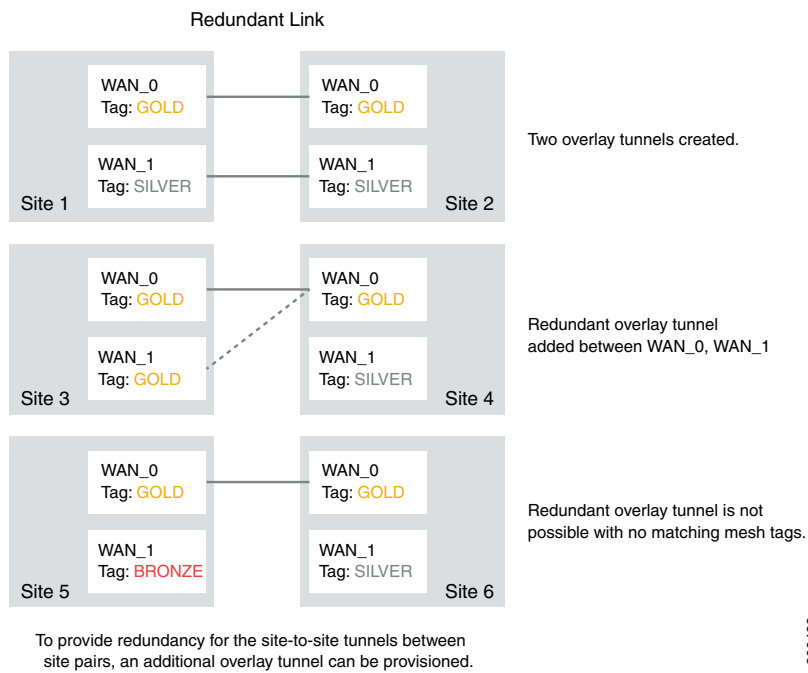 Redundant Link
WAN_0
Tag: GOLD
WAN_1
Tag: SILVER
Site 1
WAN_0
Tag: GOLD
WAN_1
Tag: SILVER
Site 2
Two overlay tunnels created.
WAN_0
Tag: GOLD
WAN_1
Tag: GOLD
Site 3
WAN_0
Tag: GOLD
WAN_1
Tag: SILVER
Site 4
Redundant overlay tunnel
added between WAN_0, WAN_1
WAN_0
Tag: GOLD
WAN_1
Tag: BRONZE
Site 5
WAN_0
Tag: GOLD
WAN_1
Tag: SILVER
Site 6
Redundant overlay tunnel is not
possible with no matching mesh tags.
To provide redundancy for the site-to-site tunnels between
site pairs, an additional overlay tunnel can be provisioned.